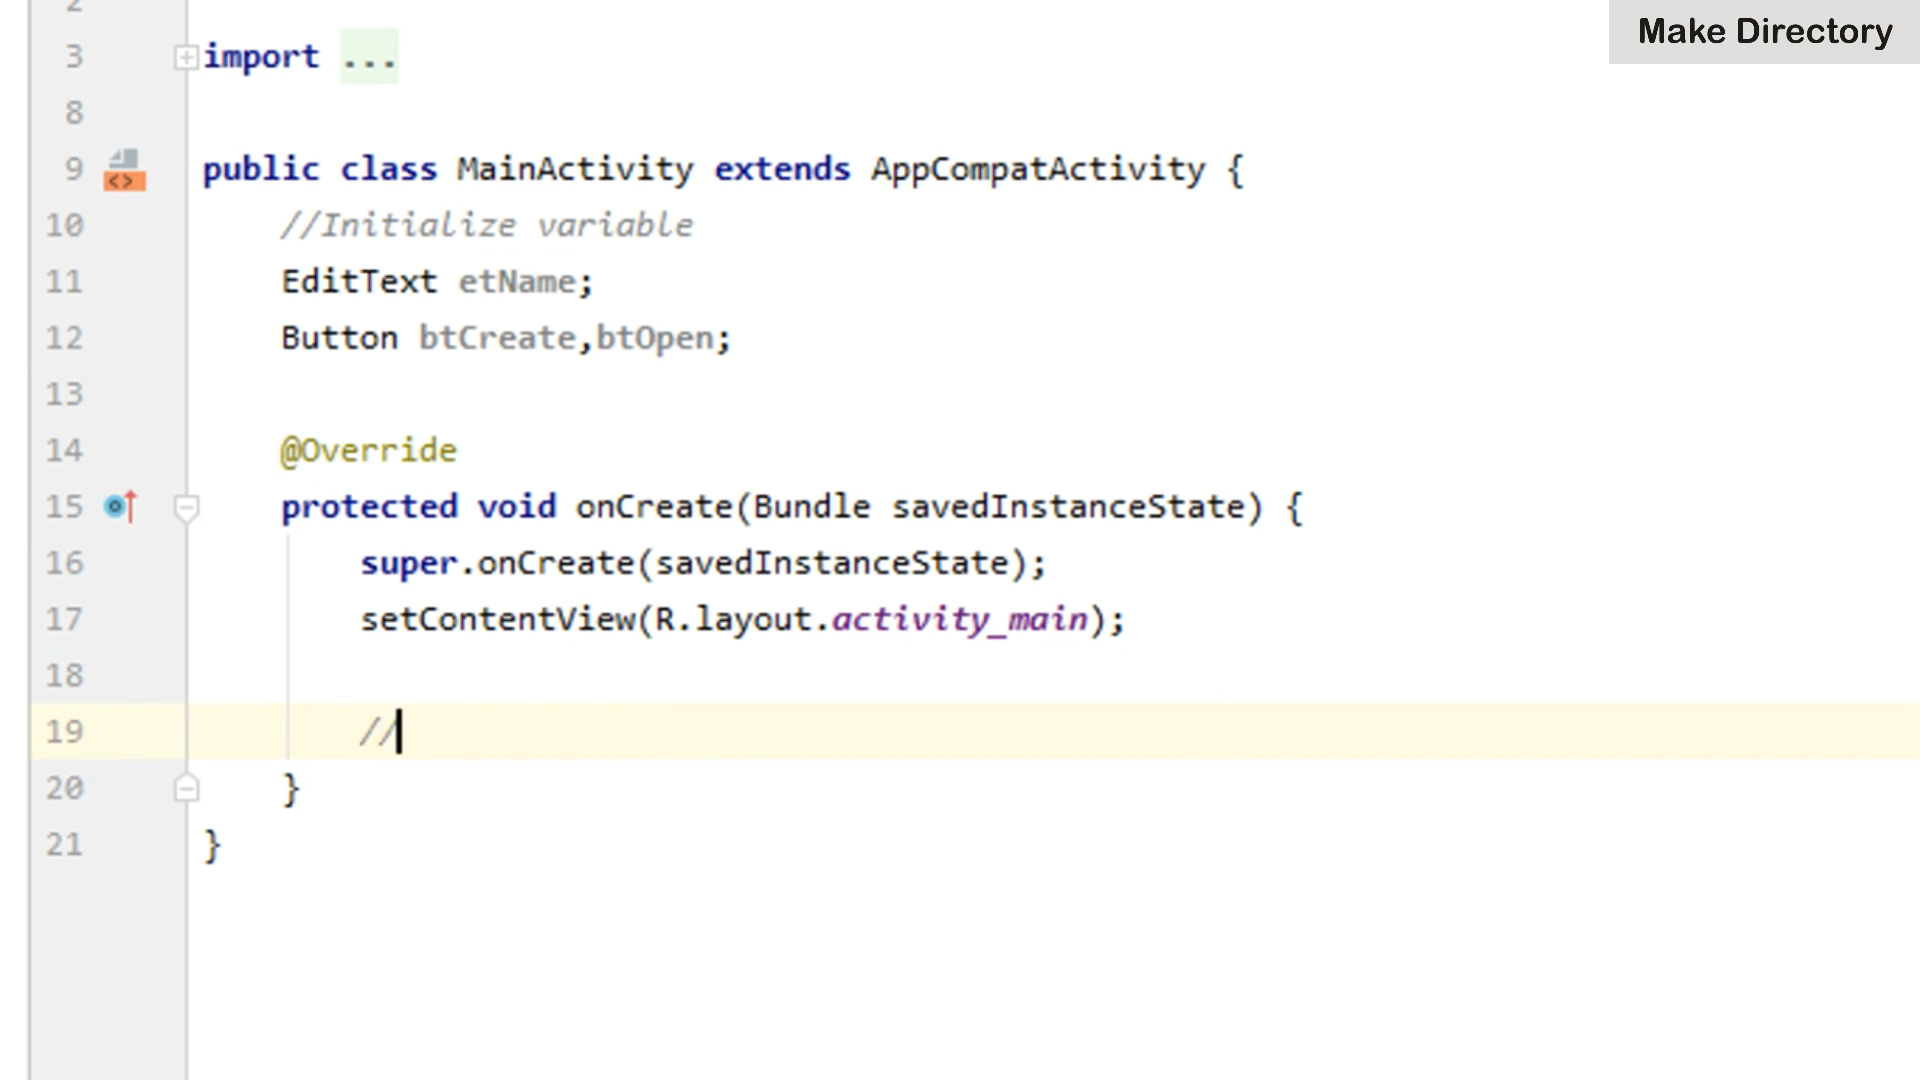 Make Directory
2
3 import ...
8
9 public class MainActivity extends AppCompatActivity {
10 //Initialize variable
11 EditText etName;
12 Button btCreate,btOpen;
13
14 @Override
15 protected void onCreate(Bundle savedInstanceState) {
16 super.onCreate(savedInstanceState);
17 setContentView(R.layout.activity_main);
18
19 //
20 }
21 }